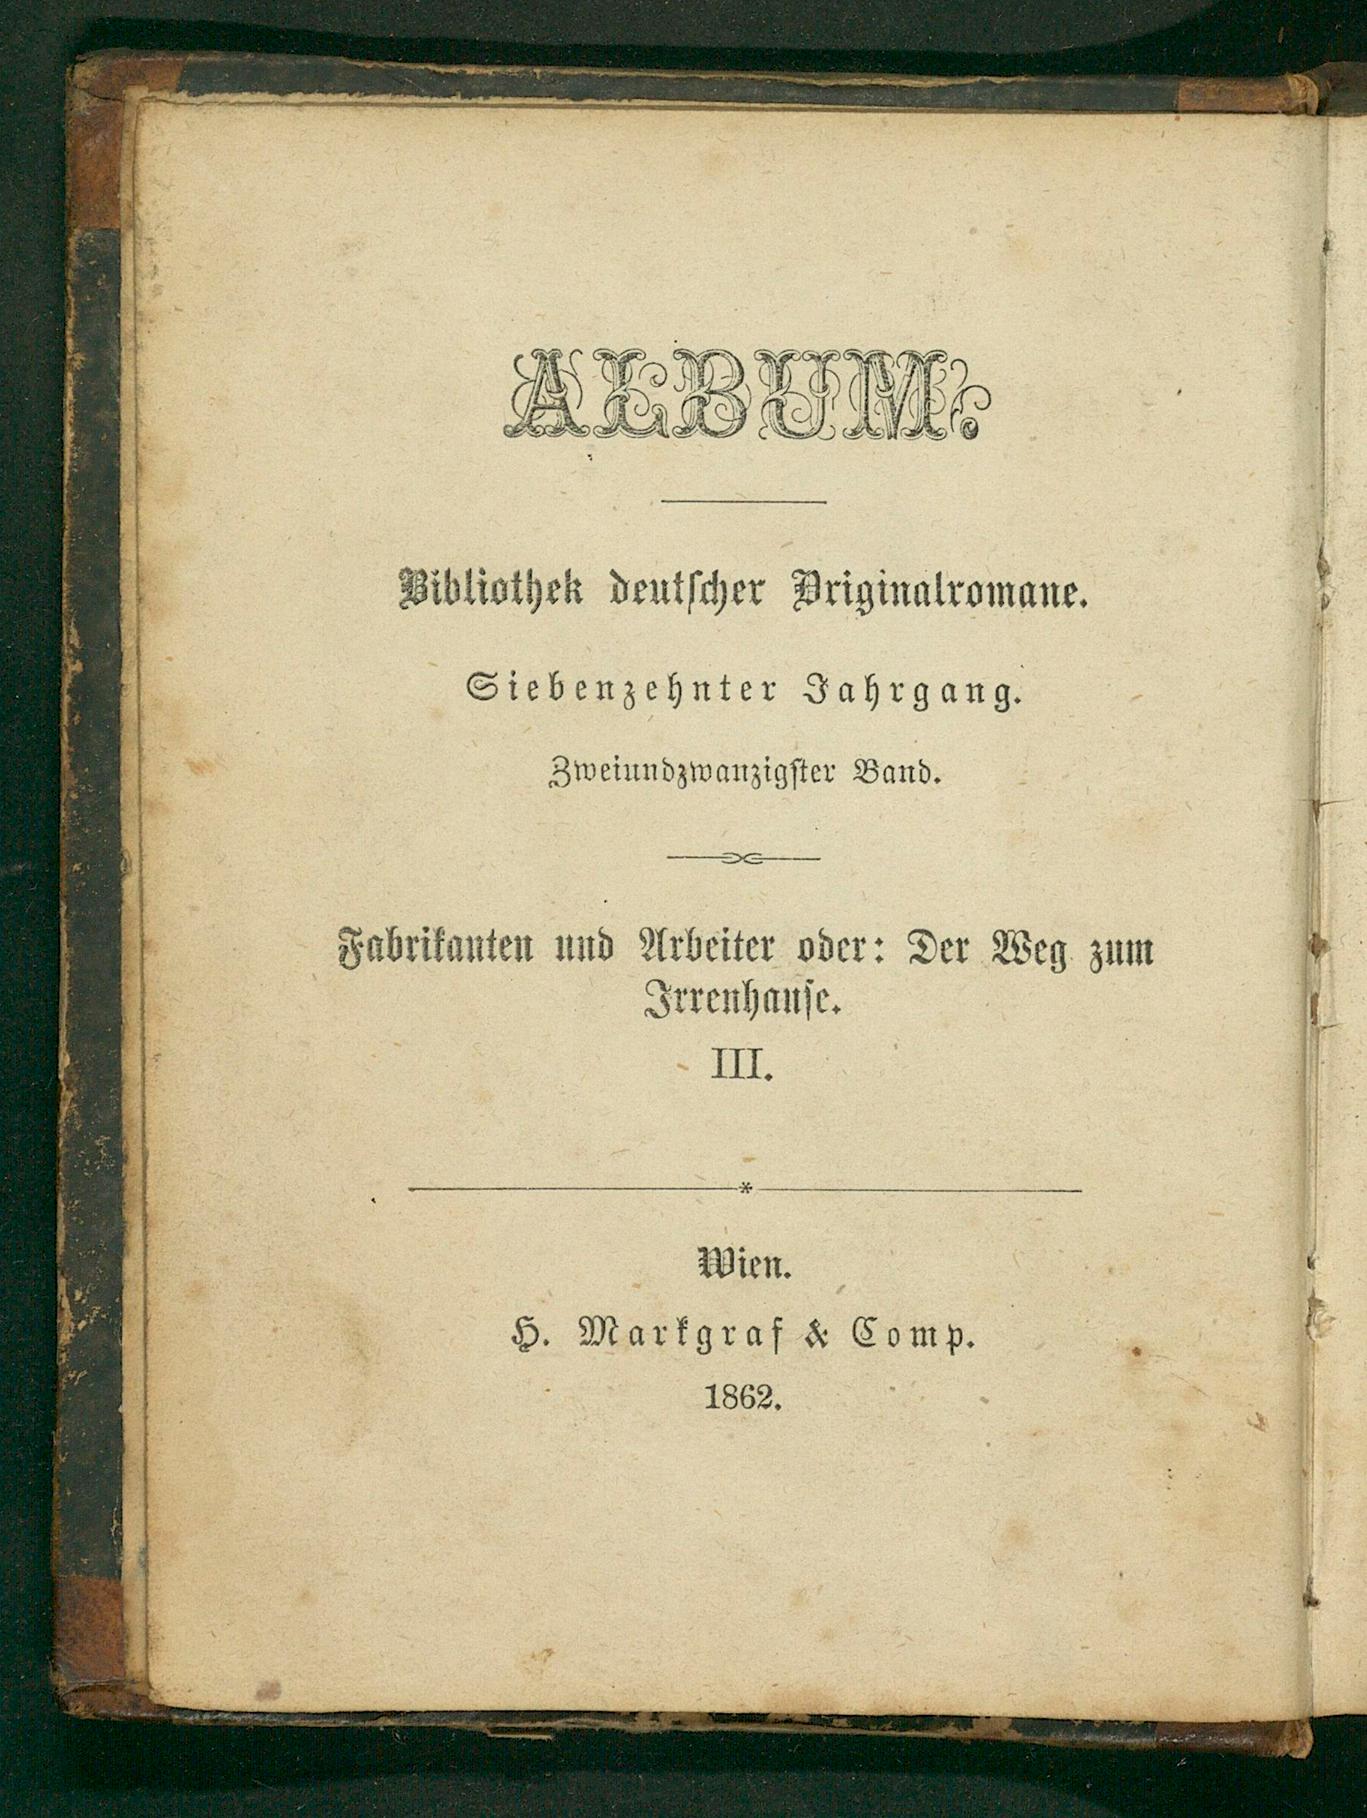 ALBUM.
Bibliothek deutscher Originalromane.
Siebenzehnter Jahrgang.
Zweiundzwanzigster Band.
Fabrikanten und Arbeiter oder: Der Weg zum
Irrenhause.
III.
Wien.
H. Markgraf & Comp.
1862.